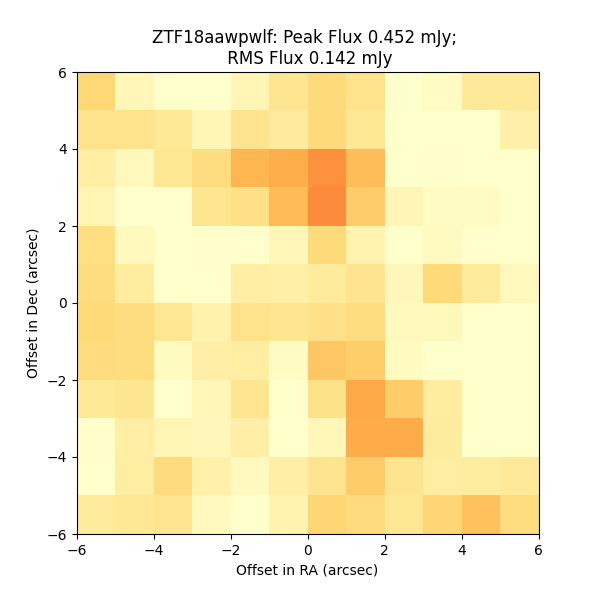 ZTF18aawpwlf: Peak Flux 0.452 mJy;
RMS Flux 0.142 mJy
6
4
2
0
−2
−4
−6
Offset in Dec (arcsec)
−6 −4 −2 0 2 4 6
Offset in RA (arcsec)